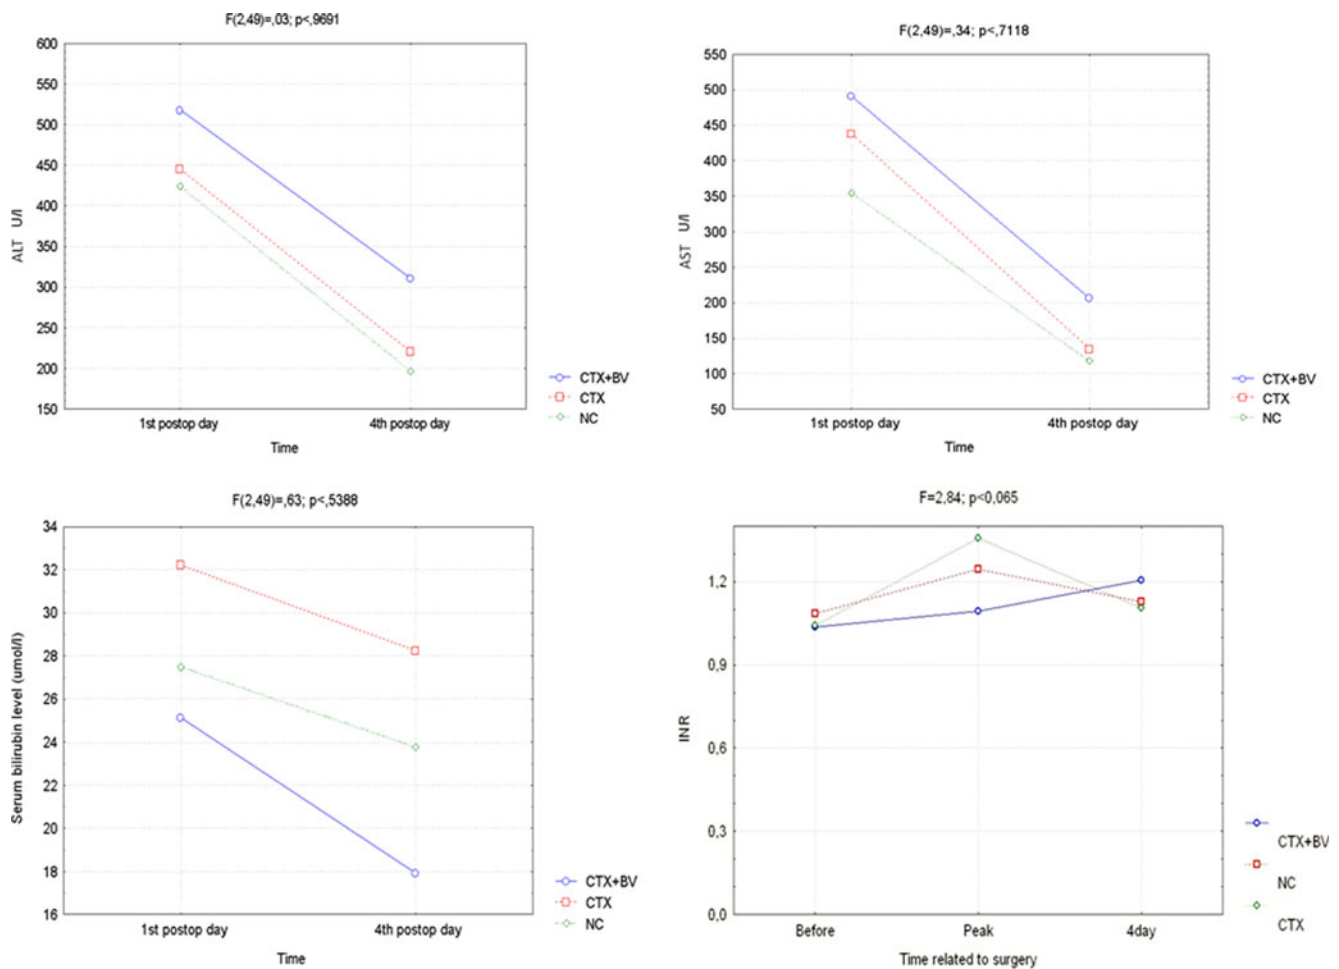 F(2,49)=,03; p<,9691
600
550
500
450
400
350
300
250
200
150
ALT U/l
1st postop day
4th postop day
Time
CTX+BV
CTX
NC
F(2,49)=,34; p<,7118
550
500
450
400
350
300
250
200
150
100
50
AST U/l
1st postop day
4th postop day
Time
CTX+BV
CTX
NC
F(2,49)=,63; p<,5388
34
32
30
28
26
24
22
20
18
16
Serum bilirubin level (umol/l)
1st postop day
4th postop day
Time
CTX+BV
CTX
NC
F=2,84; p<0,065
1,2
0,9
0,6
0,3
0,0
INR
Before
Peak
4day
Time related to surgery
CTX+BV
NC
CTX